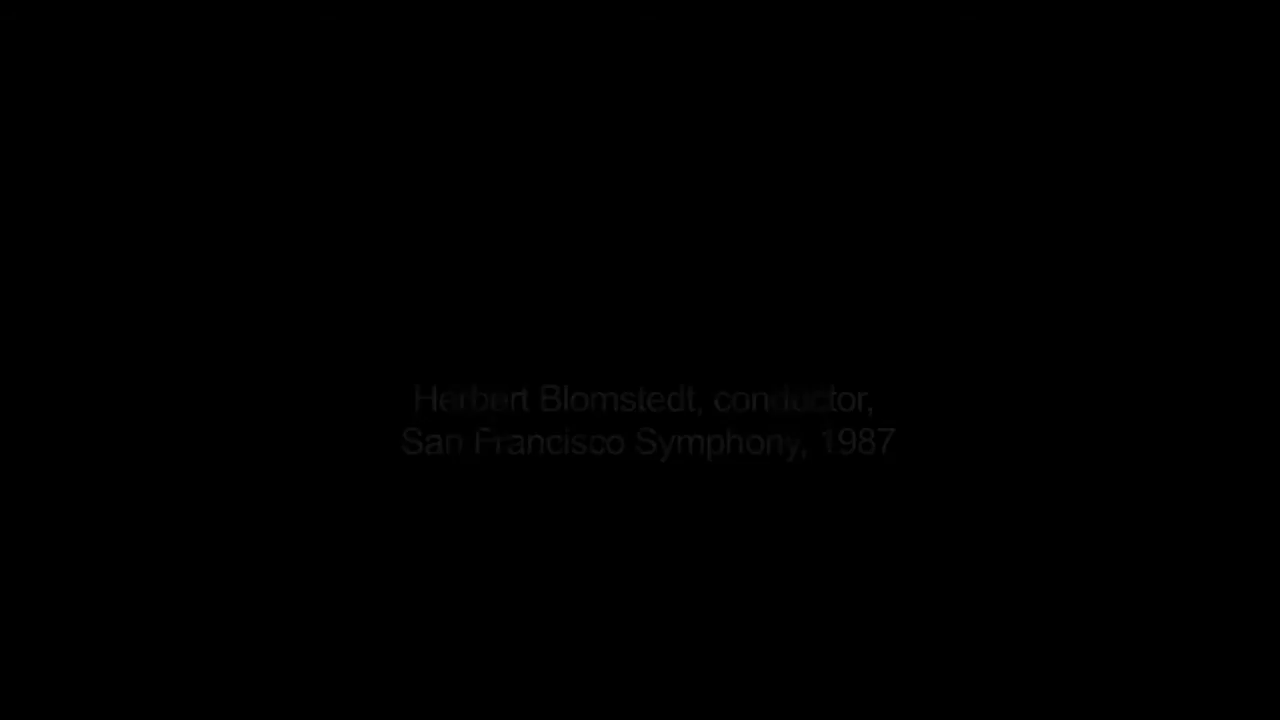 Herbert Blomstedt, conductor,
San Francisco Symphony, 1987